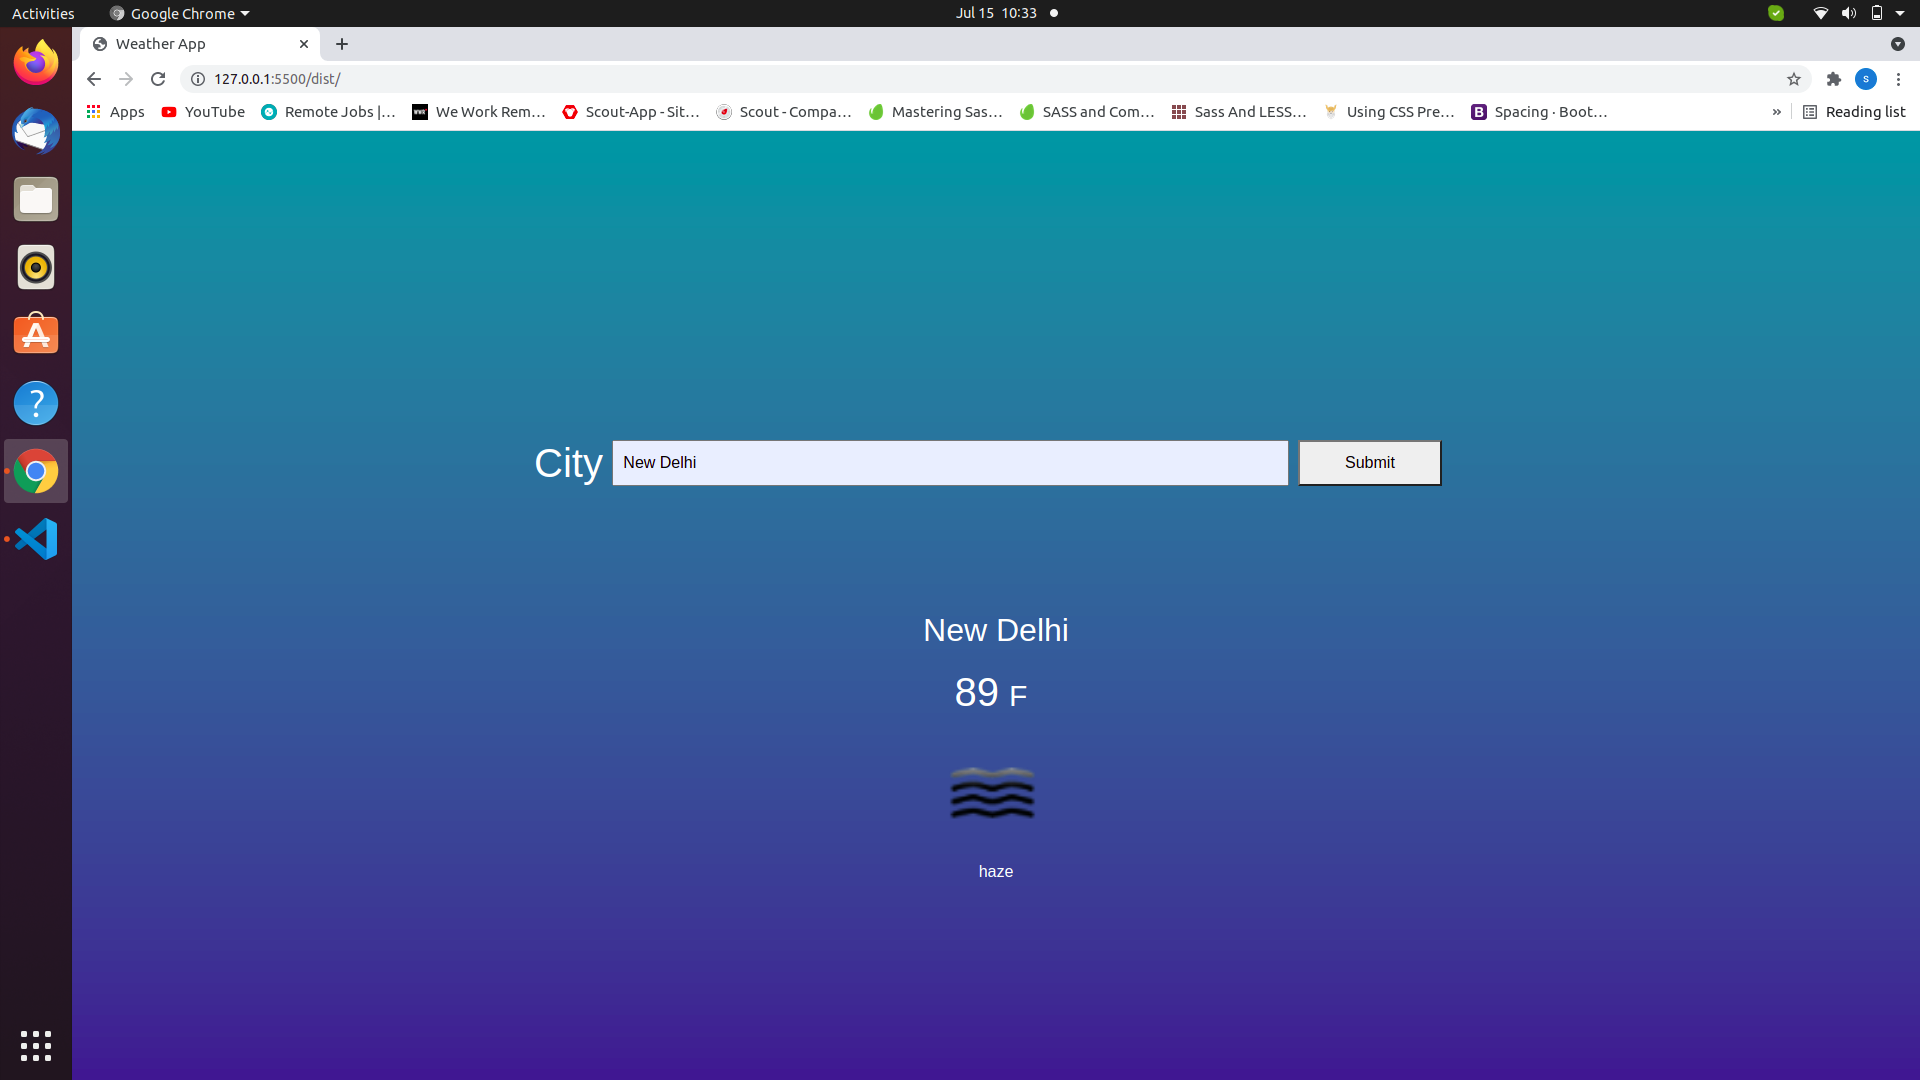 Activities Google Chrome Jul 15 10:33
Weather App
127.0.0.1:5500/dist/ S
Apps YouTube Remote Jobs |… We Work Rem… Scout-App - Sit… Scout - Compa… Mastering Sas… SASS and Com… Sass And LESS… Using CSS Pre… B Spacing · Boot… » Reading list
City New Delhi Submit
New Delhi
89 F
haze